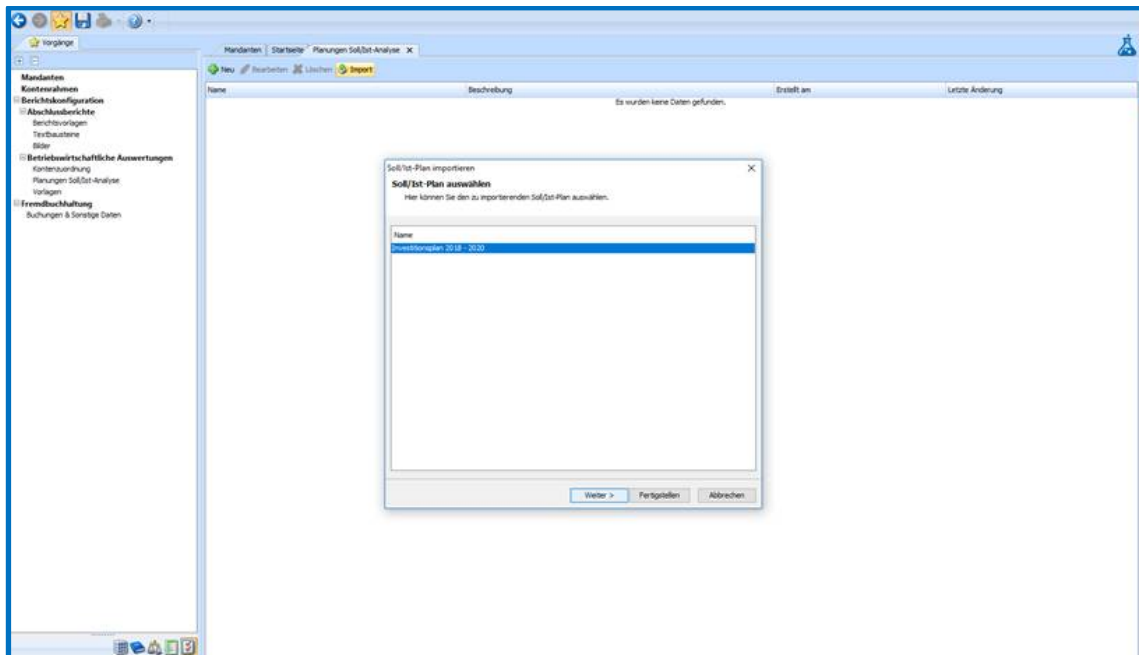 Vorgänge
Mandanten
Kontenrahmen
Berichtskonfiguration
Abschlussberichte
Berichtsvorlagen
Textbausteine
Bilder
Betriebswirtschaftliche Auswertungen
Kontenzuordnung
Planungen Soll/Ist-Analyse
Vorlagen
Fremdbuchhaltung
Buchungen & Sonstige Daten
Mandanten Startseite Planungen Soll/Ist-Analyse X
Neu Bearbeiten Löschen Import
Name Beschreibung Erstellt am Letzte Änderung
Es wurden keine Daten gefunden.
Soll/Ist-Plan importieren
Soll/Ist-Plan auswählen
Hier können Sie den zu importierenden Soll/Ist-Plan auswählen.
Name
Investitionsplan 2018 - 2020
Weiter > Fertigstellen Abbrechen